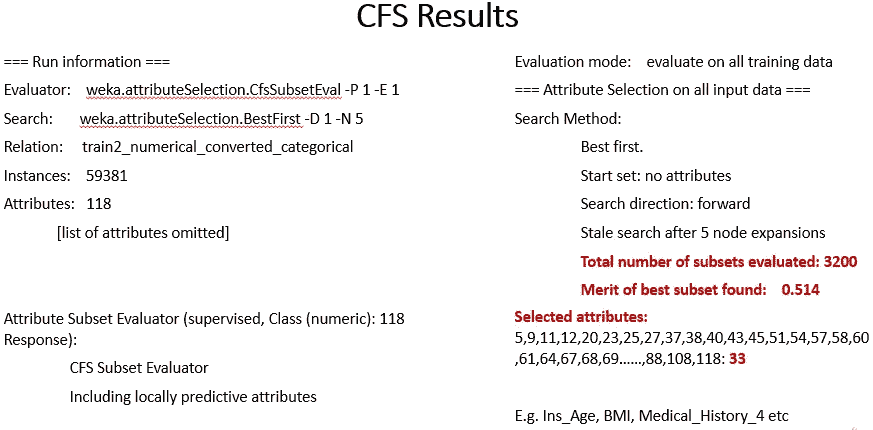 CFS Results
=== Run information ===
Evaluator: weka.attributeSelection.CfsSubsetEval -P 1 -E 1
Search: weka.attributeSelection.BestFirst -D 1 -N 5
Relation: train2_numerical_converted_categorical
Instances: 59381
Attributes: 118
[list of attributes omitted]
Attribute Subset Evaluator (supervised, Class (numeric): 118
Response):
CFS Subset Evaluator
Including locally predictive attributes
Evaluation mode: evaluate on all training data
=== Attribute Selection on all input data ===
Search Method:
Best first.
Start set: no attributes
Search direction: forward
Stale search after 5 node expansions
Total number of subsets evaluated: 3200
Merit of best subset found: 0.514
Selected attributes:
5,9,11,12,20,23,25,27,37,38,40,43,45,51,54,57,58,60
,61,64,67,68,69......,88,108,118: 33
E.g. Ins_Age, BMI, Medical_History_4 etc